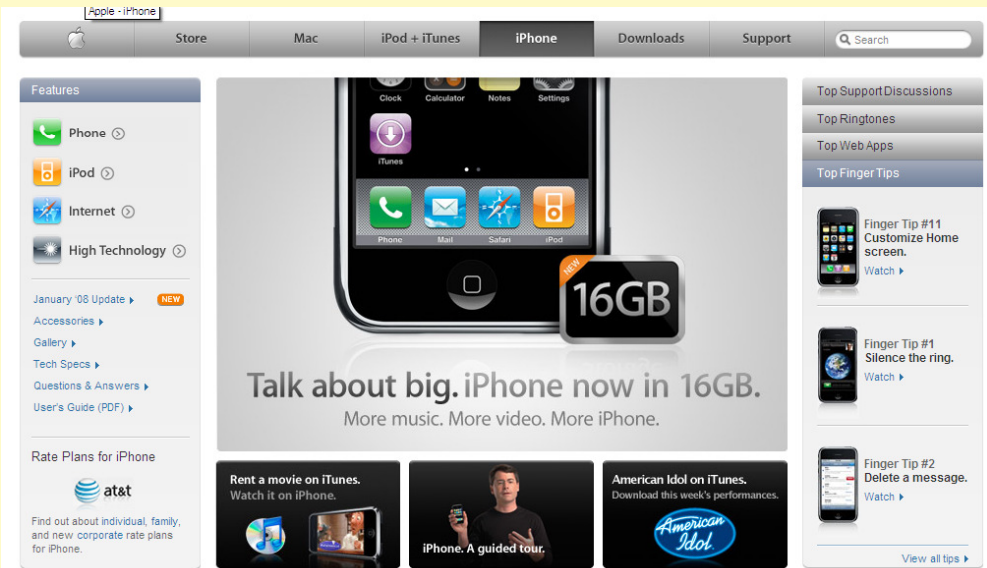 Apple - iPhone
Store
Mac
iPod + iTunes
iPhone
Downloads
Support
Search
Features
Phone
iPod
Internet
High Technology
January '08 Update
NEW
Accessories
Gallery
Tech Specs
Questions & Answers
User's Guide (PDF)
Rate Plans for iPhone
at&t
Find out about individual, family,
and new corporate rate plans
for iPhone.
Clock
Calculator
Notes
Settings
iTunes
Phone
Mail
Safari
iPod
NEW
16GB
Talk about big. iPhone now in 16GB.
More music. More video. More iPhone.
Rent a movie on iTunes.
Watch it on iPhone.
iPhone. A guided tour.
American Idol on iTunes.
Download this week's performances.
American
Idol
Top Support Discussions
Top Ringtones
Top Web Apps
Top Finger Tips
Finger Tip #11
Customize Home
screen.
Watch
Finger Tip #1
Silence the ring.
Watch
Finger Tip #2
Delete a message.
Watch
View all tips